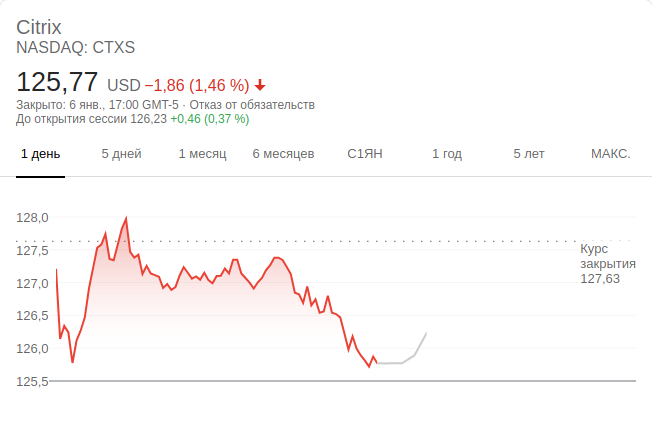 Citrix
NASDAQ: CTXS
125,77 USD −1,86 (1,46 %)
Закрыто: 6 янв., 17:00 GMT-5 · Отказ от обязательств
До открытия сессии 126,23 +0,46 (0,37 %)
1 день 5 дней 1 месяц 6 месяцев С1ЯН 1 год 5 лет МАКС.
128,0
127,5
Курс
закрытия
127,63
127,0
126,5
126,0
125,5